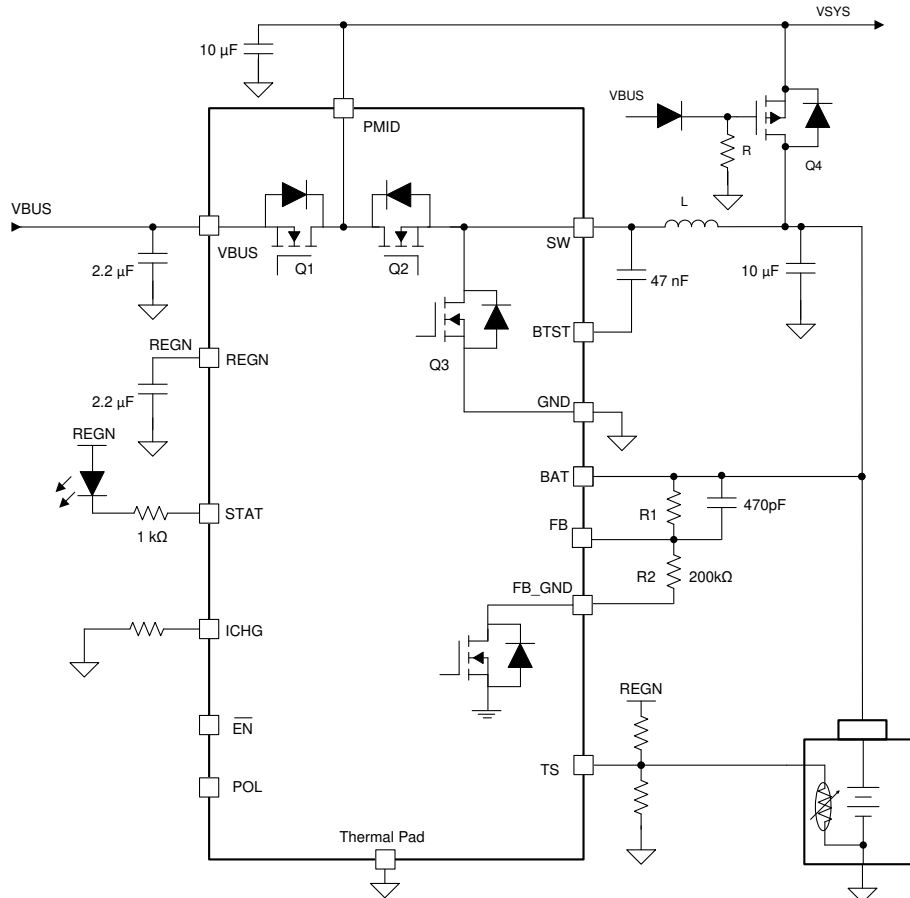 VSYS
10 µF
PMID
VBUS
R
Q4
VBUS
VBUS
Q1
Q2
SW
L
2.2 µF
47 nF
10 µF
BTST
Q3
REGN
REGN
2.2 µF
GND
REGN
BAT
STAT
1 kΩ
R1
470pF
FB
R2
200kΩ
FB_GND
ICHG
REGN
EN
TS
POL
Thermal Pad